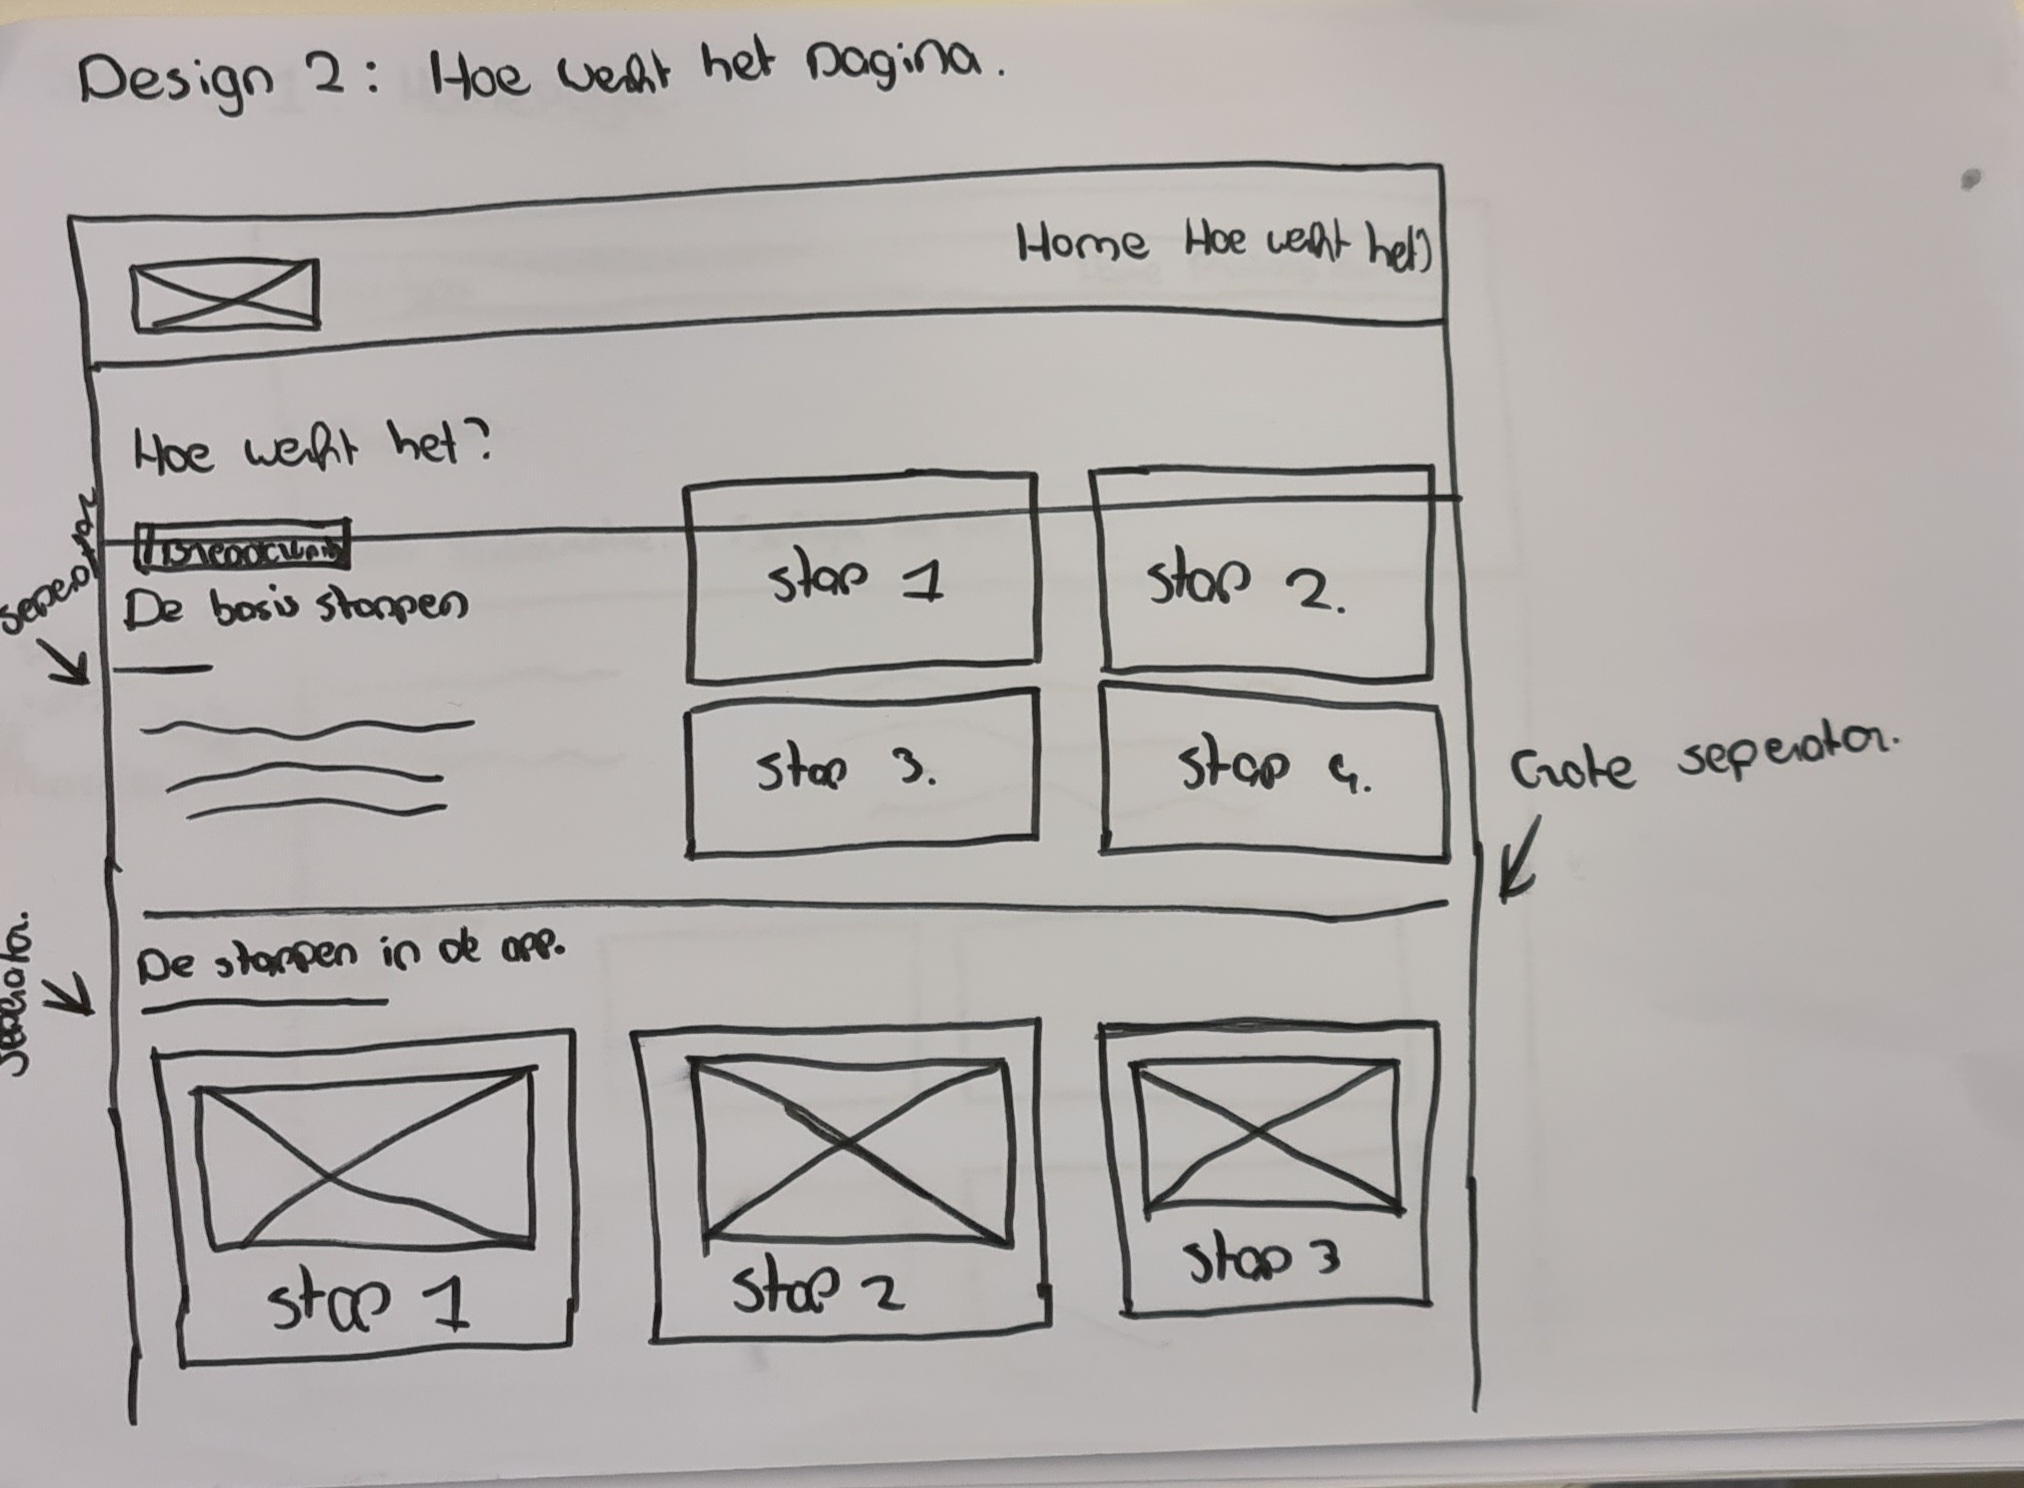 Design 2: Hoe werkt het pagina.
Home Hoe werkt het?
Hoe werkt het?
Breadcrumb
seperator
De basis stappen
stap 1
stap 2.
stap 3.
stap 4.
Grote seperator.
De stappen in de app.
seperator.
stap 1
stap 2
stap 3